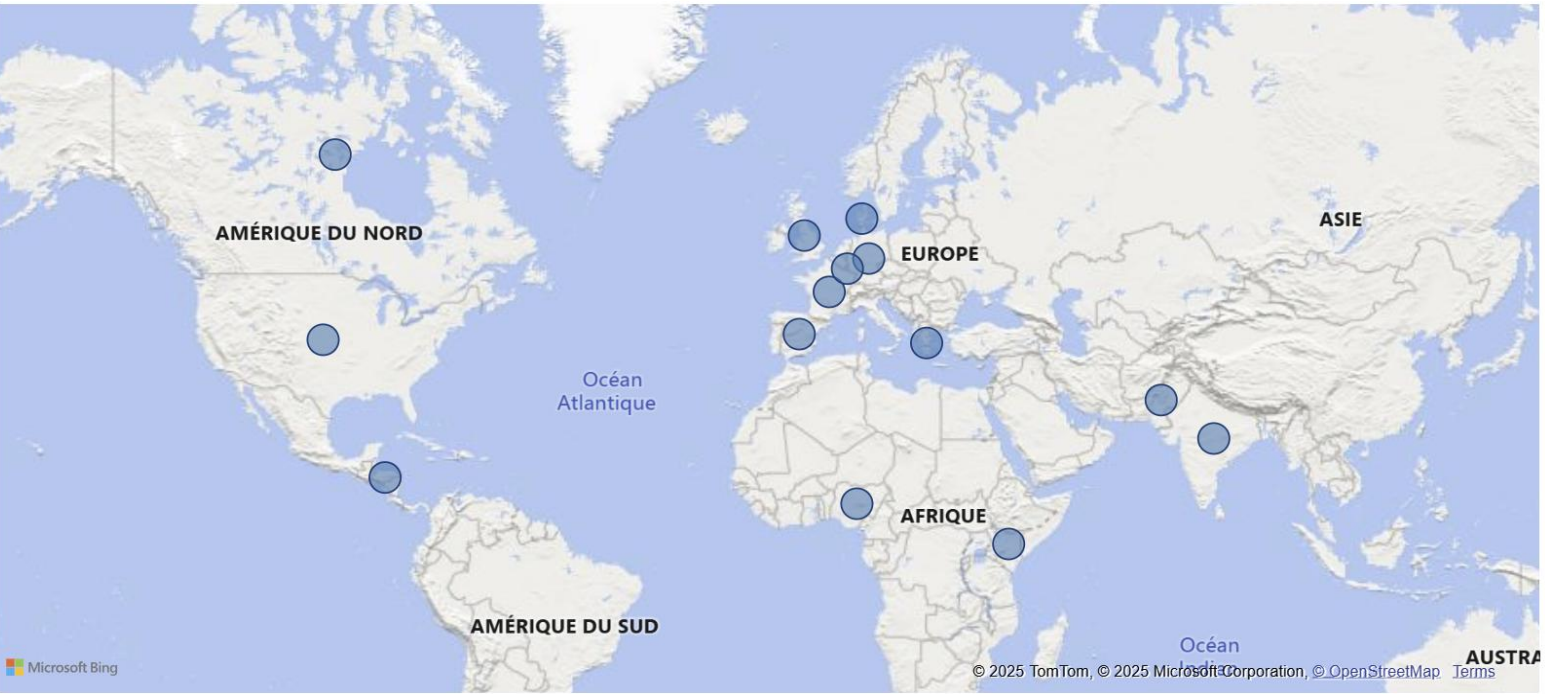 AMÉRIQUE DU NORD
EUROPE
ASIE
Océan
Atlantique
AFRIQUE
AMÉRIQUE DU SUD
Océan
Indien
AUSTRA
Microsoft Bing
© 2025 TomTom, © 2025 Microsoft Corporation, © OpenStreetMap Terms